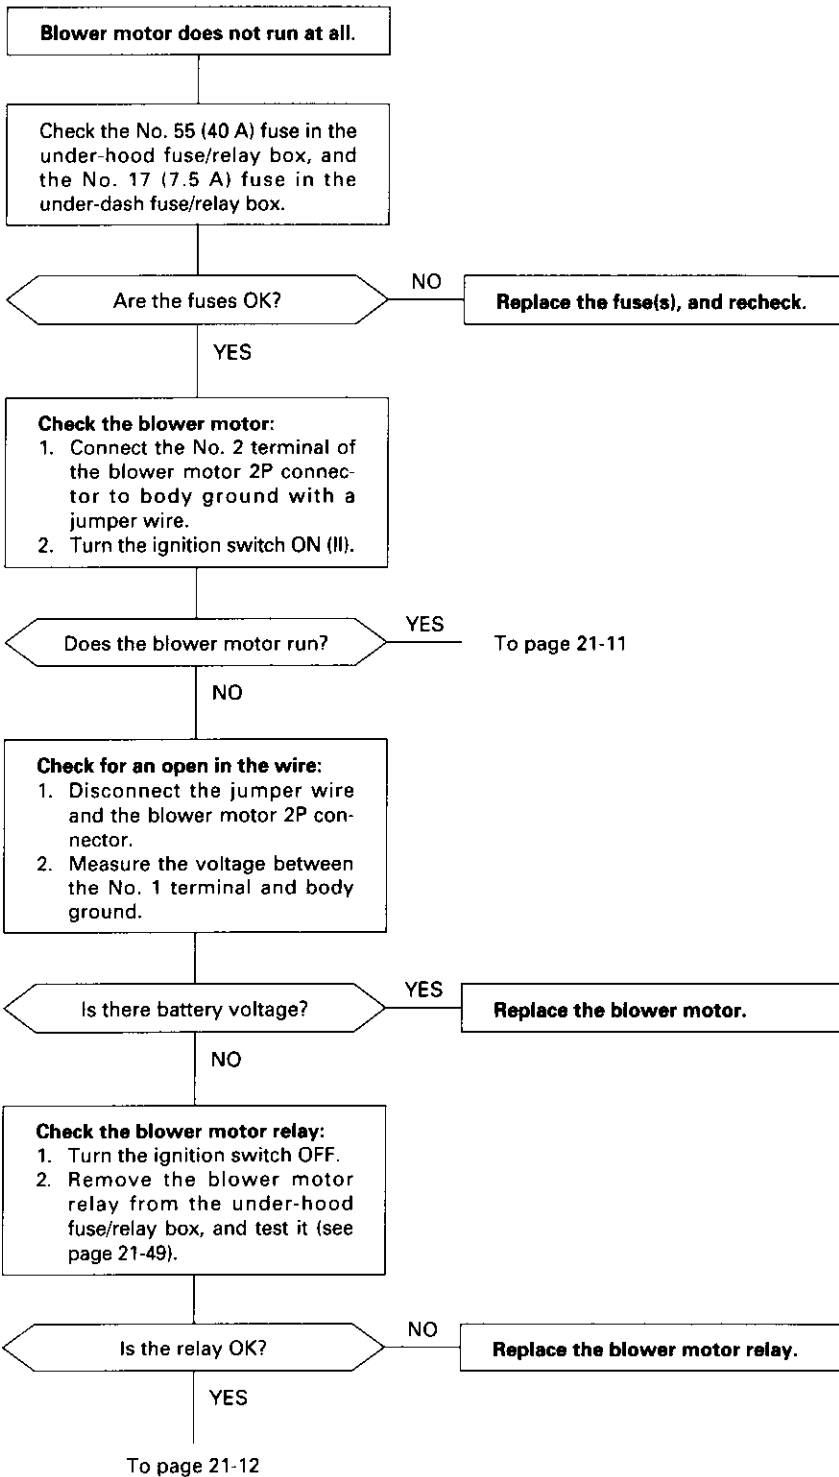 Blower motor does not run at all.
Check the No. 55 (40 A) fuse in the
under-hood fuse/relay box, and
the No. 17 (7.5 A) fuse in the
under-dash fuse/relay box.
Are the fuses OK?
NO
Replace the fuse(s), and recheck.
YES
Check the blower motor:
1. Connect the No. 2 terminal of
the blower motor 2P connec-
tor to body ground with a
jumper wire.
2. Turn the ignition switch ON (II).
Does the blower motor run?
YES
To page 21-11
NO
Check for an open in the wire:
1. Disconnect the jumper wire
and the blower motor 2P con-
nector.
2. Measure the voltage between
the No. 1 terminal and body
ground.
Is there battery voltage?
YES
Replace the blower motor.
NO
Check the blower motor relay:
1. Turn the ignition switch OFF.
2. Remove the blower motor
relay from the under-hood
fuse/relay box, and test it (see
page 21-49).
Is the relay OK?
NO
Replace the blower motor relay.
YES
To page 21-12